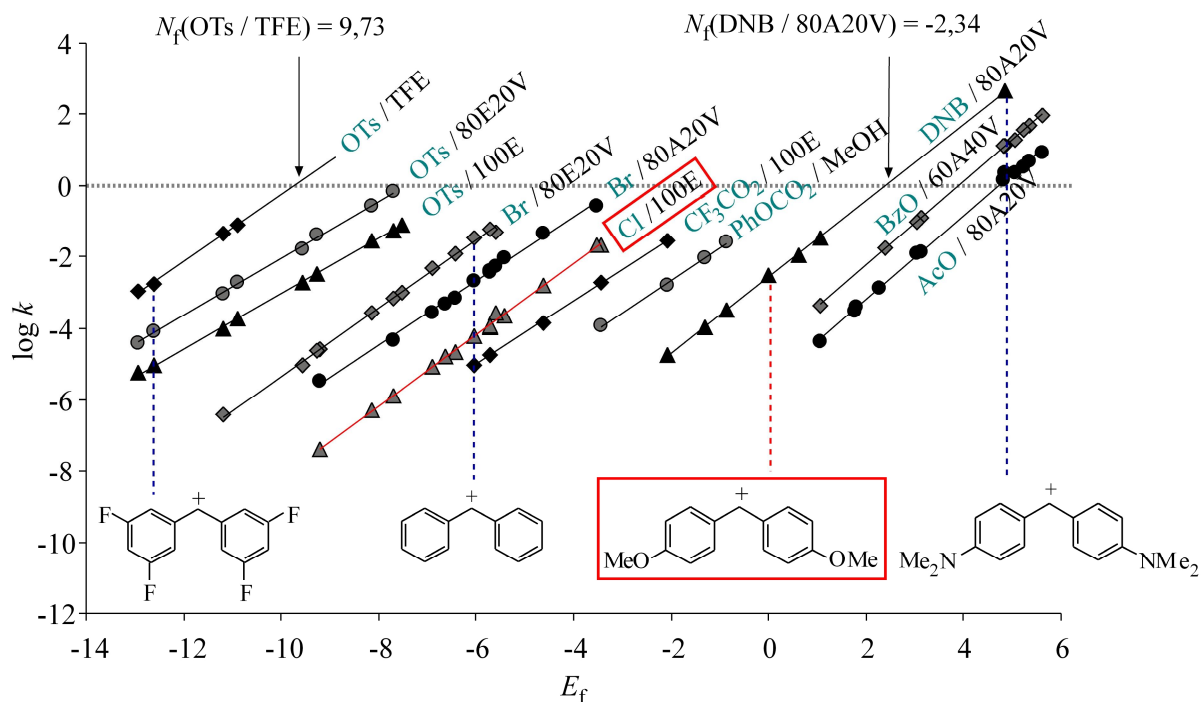 N_f(OTs / TFE) = 9,73
N_f(DNB / 80A20V) = -2,34
4
2
0
-2
-4
-6
-8
-10
-12
log k
OTs / TFE
OTs / 80E20V
OTs / 100E
Br / 80E20V
Br / 80A20V
Cl / 100E
CF₃CO₂ / 100E
PhOCO₂ / MeOH
DNB / 80A20V
BzO / 60A40V
AcO / 80A20V
+
F
F
F
F
+
+
MeO
OMe
+
Me₂N
NMe₂
-14
-12
-10
-8
-6
-4
-2
0
2
4
6
E_f